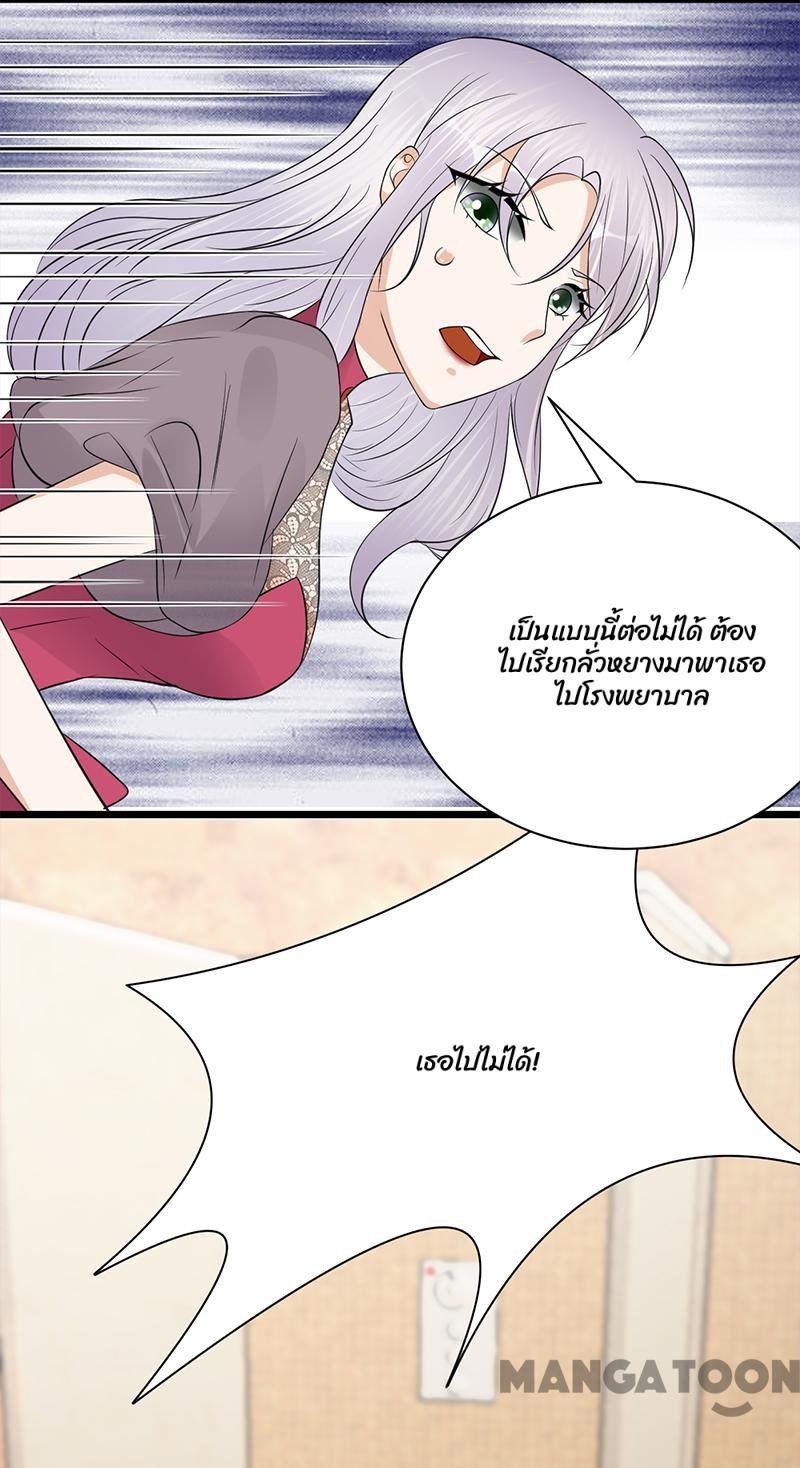 เป็นแบบนี้ต่อไม่ได้ ต้อง
ไปเรียกลั่วหยางมาพาเธอ
ไปโรงพยาบาล
เธอไปไม่ได้!
MANGATOON